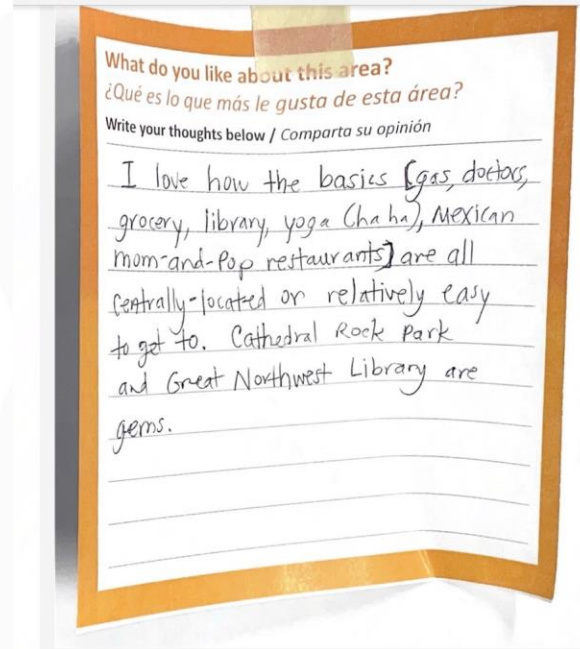 What do you like about this area?
¿Qué es lo que más le gusta de esta área?
Write your thoughts below / Comparta su opinión
I love how the basics [gas, doctors,
grocery, library, yoga (ha ha), Mexican
mom-and-Pop restaurants] are all
Centrally-located or relatively easy
to get to. Cathedral Rock Park
and Great Northwest Library are
gems.